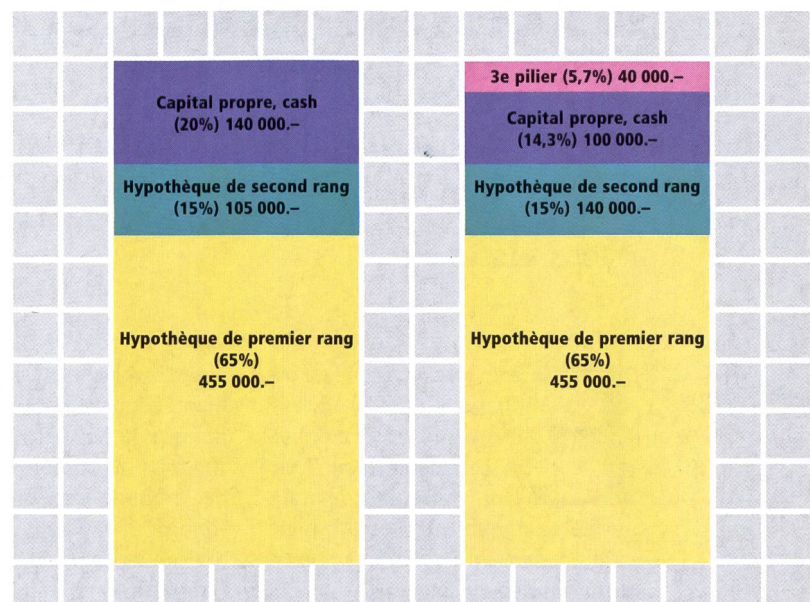 Capital propre, cash
(20%) 140 000.–
Hypothèque de second rang
(15%) 105 000.–
Hypothèque de premier rang
(65%)
455 000.–
3e pilier (5,7%) 40 000.–
Capital propre, cash
(14,3%) 100 000.–
Hypothèque de second rang
(15%) 140 000.–
Hypothèque de premier rang
(65%)
455 000.–